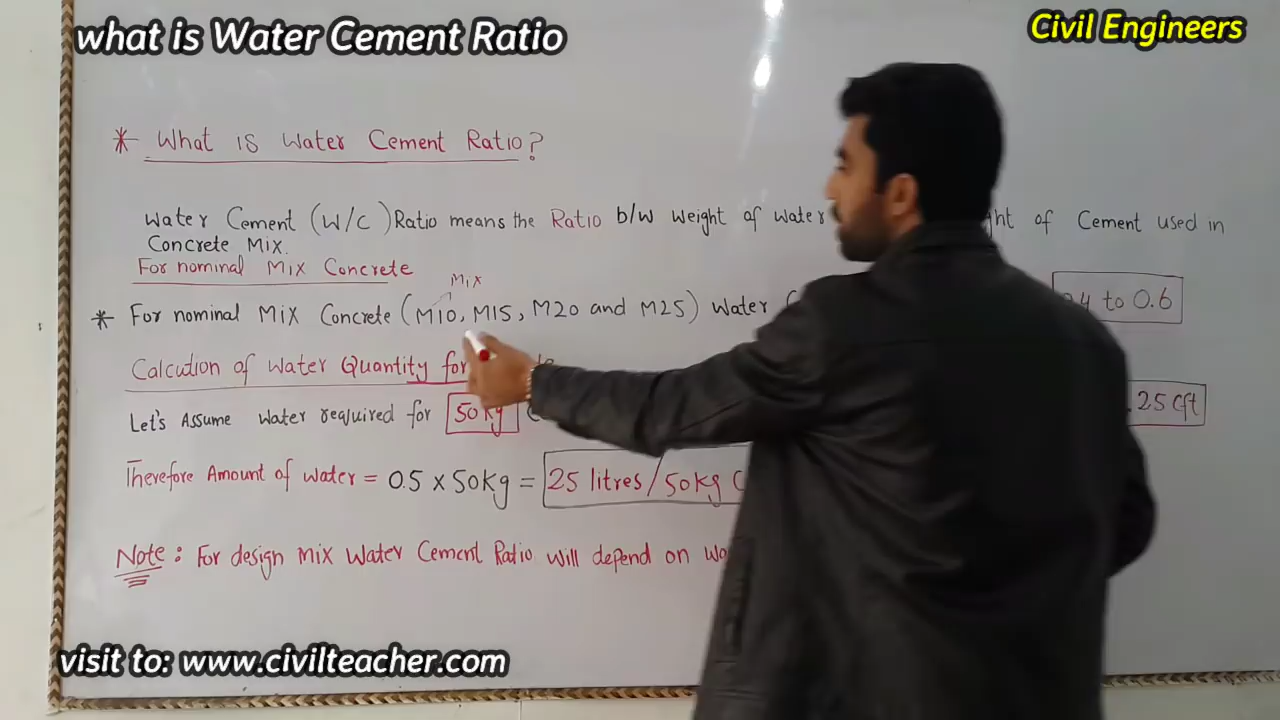 what is Water Cement Ratio
Civil Engineers
* What is Water Cement Ratio?
Water Cement (W/C) Ratio means the Ratio b/w Weight of Water of Cement used in
Concrete Mix.
For nominal Mix Concrete
Mix
* For nominal Mix Concrete (M10, M15, M20 and M25) Water to 0.6
Calcution of Water Quantity for
Let's Assume Water required for 50kg .25 Cft
Therefore Amount of Water = 0.5 x 50kg = 25 litres/50kg
Note: For design mix Water Cement Ratio will depend on
visit to: www.civilteacher.com